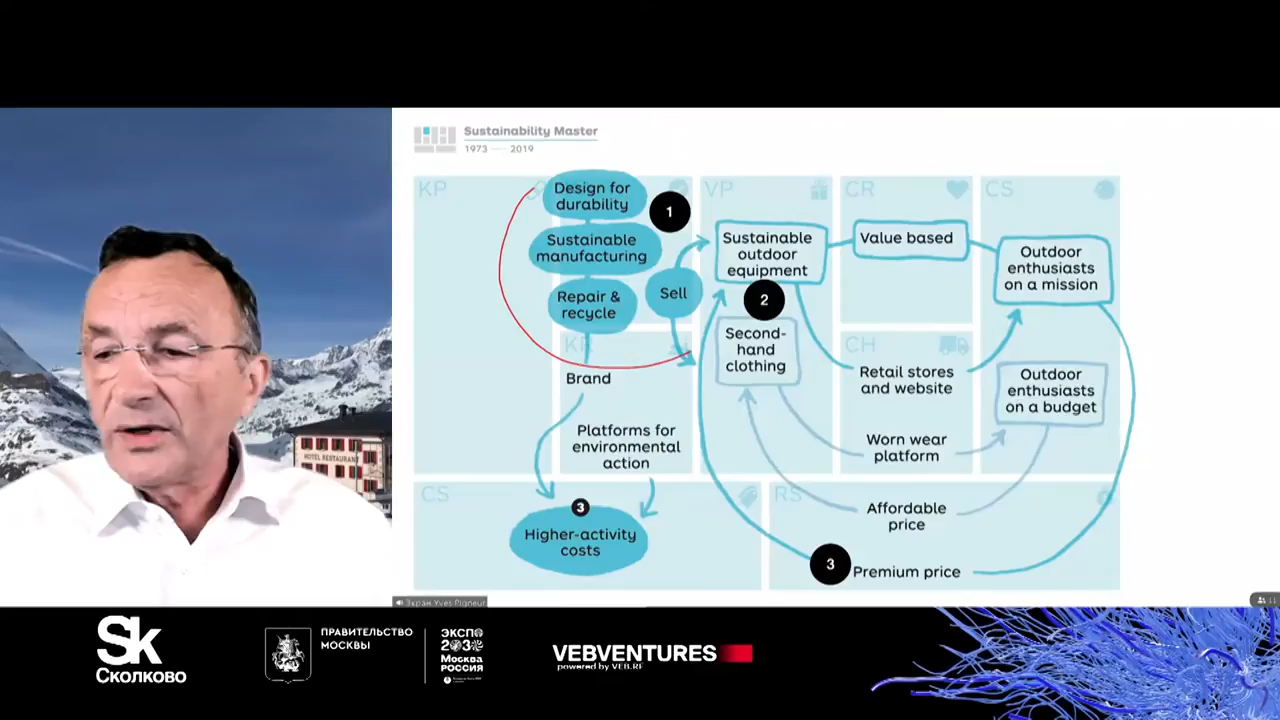 Sustainability Master
1973 — 2019
KP
Design for
durability
1
Sustainable
manufacturing
Repair &
recycle
Sell
KR
Brand
Platforms for
environmental
action
VP
Sustainable
outdoor
equipment
2
Second-
hand
clothing
CR
Value based
CH
Retail stores
and website
Worn wear
platform
CS
Outdoor
enthusiasts
on a mission
Outdoor
enthusiasts
on a budget
CS
3
Higher-activity
costs
RS
Affordable
price
3
Premium price
HOTEL RESTAURANT
Экран Yves Pigneur
Sk
Сколково
ПРАВИТЕЛЬСТВО
МОСКВЫ
ЭКСПО
2030
Москва
РОССИЯ
VEBVENTURES
powered by VEB.RF